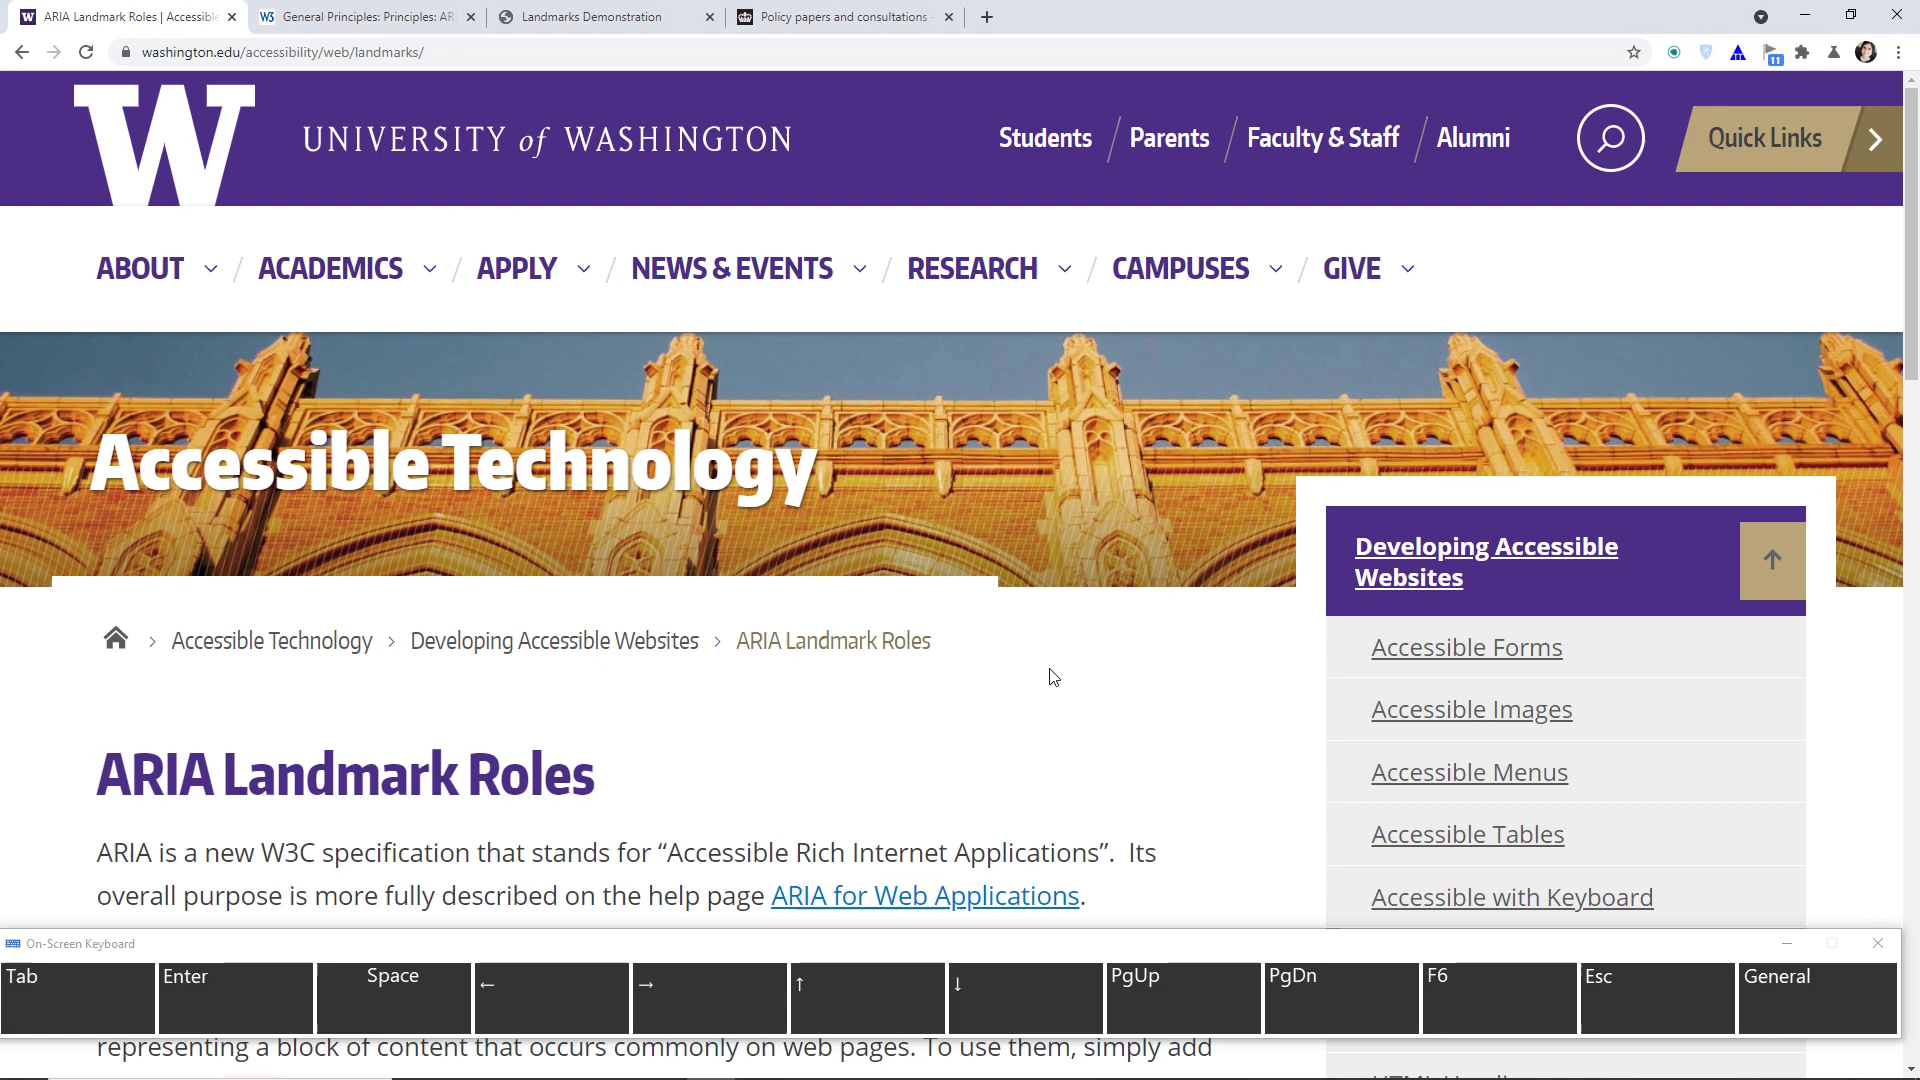 ARIA Landmark Roles | Accessible
General Principles: Principles: ARI
Landmarks Demonstration
Policy papers and consultations -
washington.edu/accessibility/web/landmarks/
11
W
UNIVERSITY of WASHINGTON
Students
Parents
Faculty & Staff
Alumni
Quick Links
ABOUT
ACADEMICS
APPLY
NEWS & EVENTS
RESEARCH
CAMPUSES
GIVE
Accessible Technology
Developing Accessible
Websites
Accessible Technology > Developing Accessible Websites > ARIA Landmark Roles
Accessible Forms
Accessible Images
Accessible Menus
Accessible Tables
Accessible with Keyboard
ARIA Landmark Roles
ARIA is a new W3C specification that stands for “Accessible Rich Internet Applications”. Its
overall purpose is more fully described on the help page ARIA for Web Applications.
On-Screen Keyboard
Tab
Enter
Space
←
→
↑
↓
PgUp
PgDn
F6
Esc
General
representing a block of content that occurs commonly on web pages. To use them, simply add